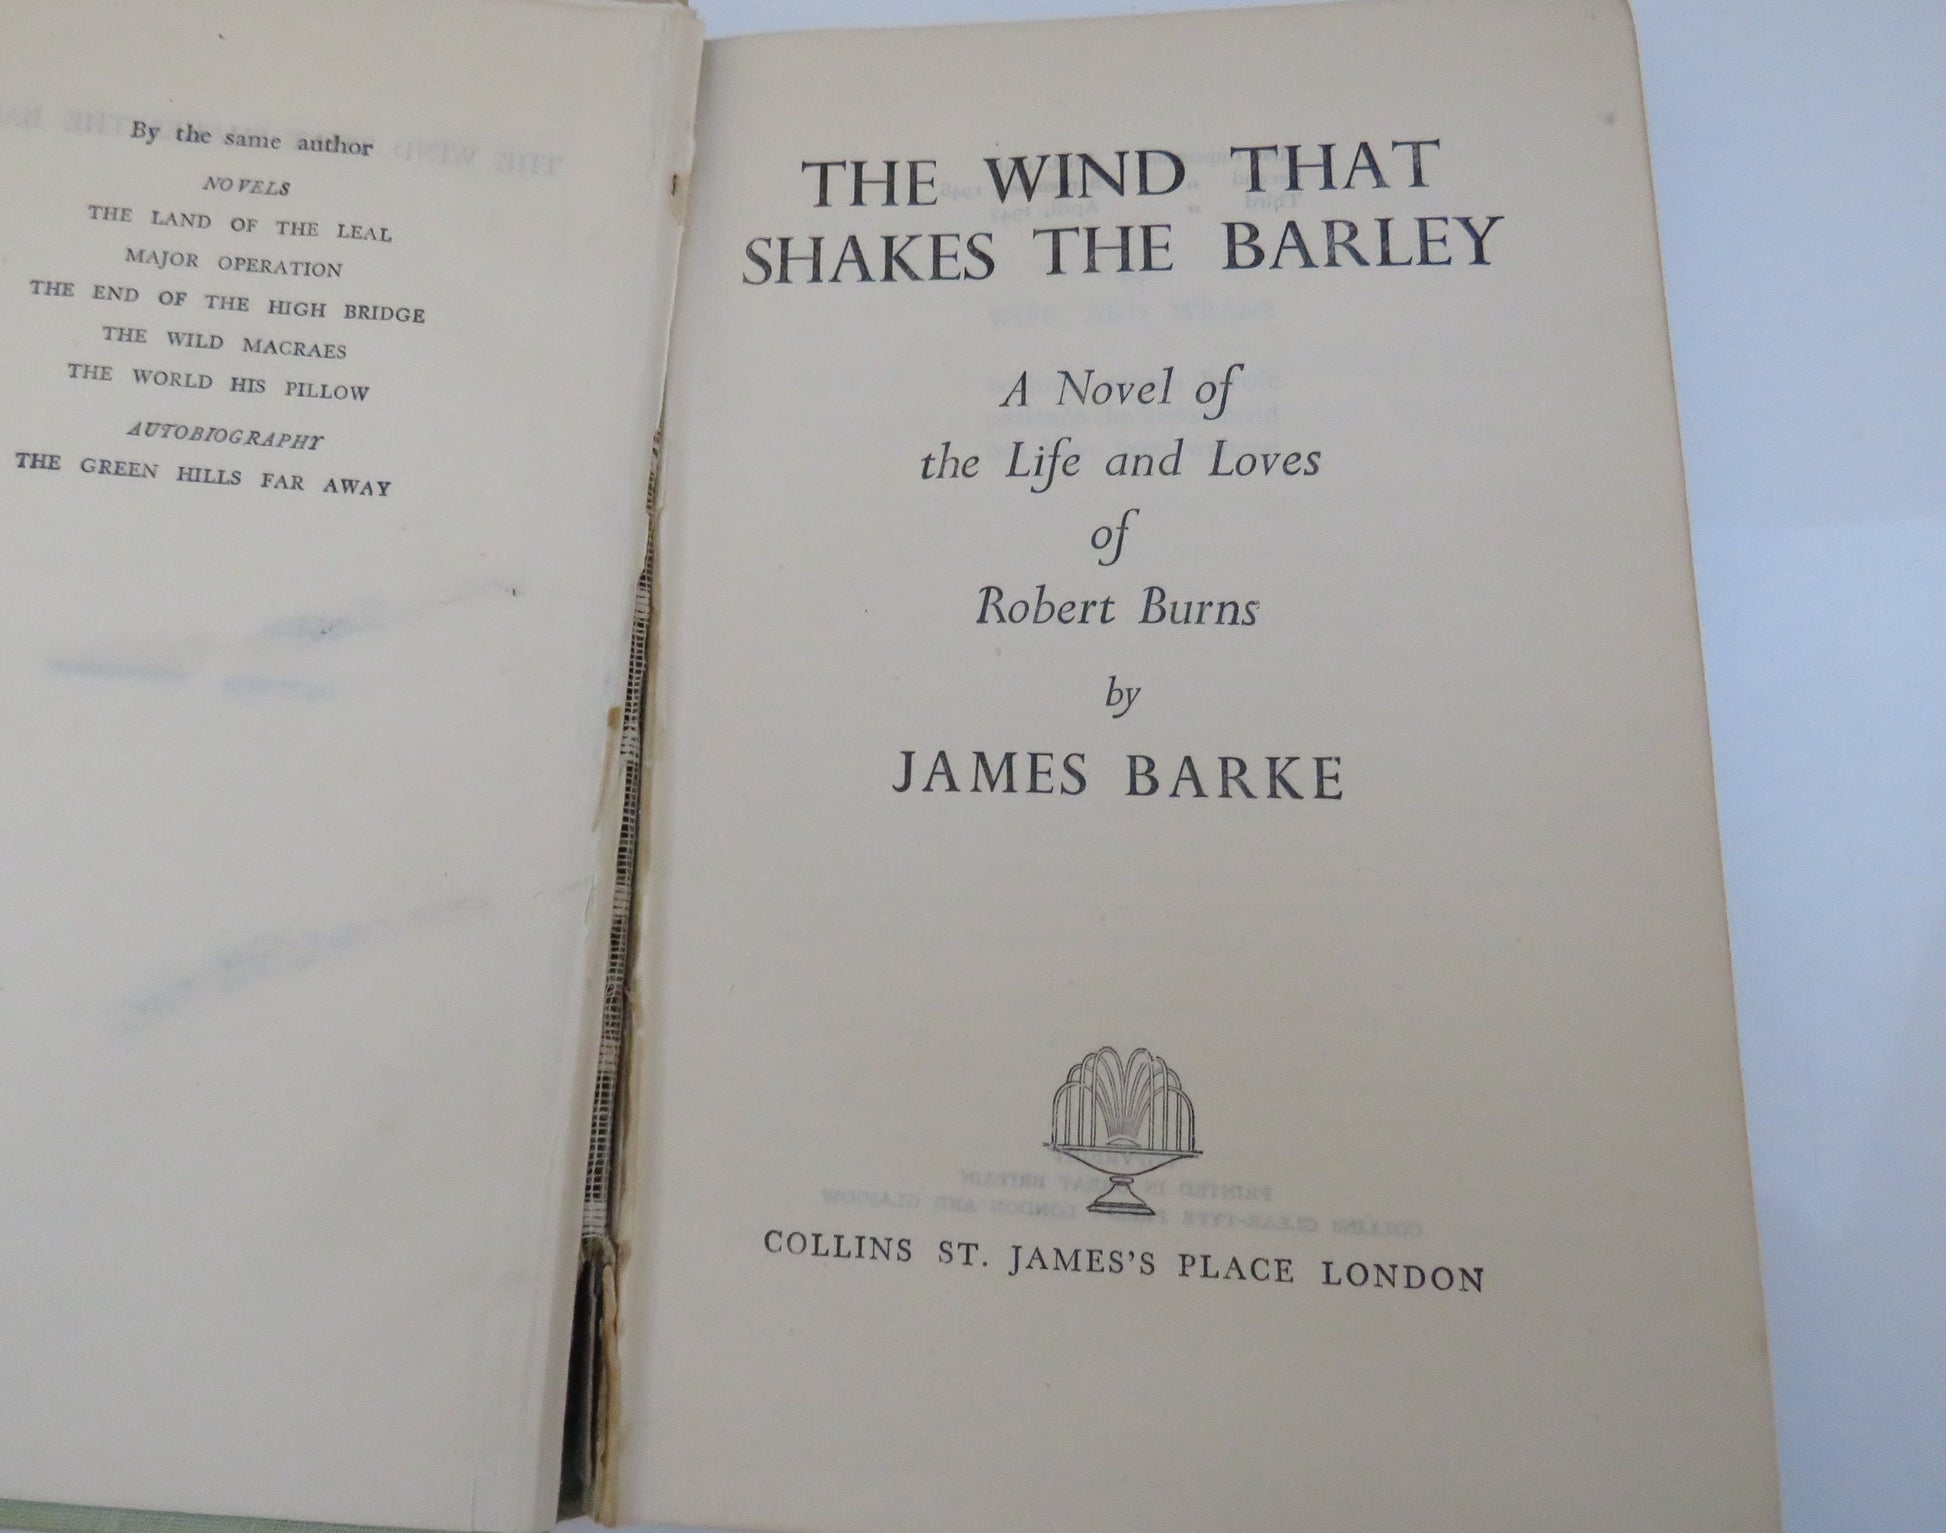 By the same author
NOVELS
THE LAND OF THE LEAL
MAJOR OPERATION
THE END OF THE HIGH BRIDGE
THE WILD MACRAES
THE WORLD HIS PILLOW
AUTOBIOGRAPHY
THE GREEN HILLS FAR AWAY
THE WIND THAT
SHAKES THE BARLEY
A Novel of
the Life and Loves
of
Robert Burns
by
JAMES BARKE
COLLINS ST. JAMES'S PLACE LONDON